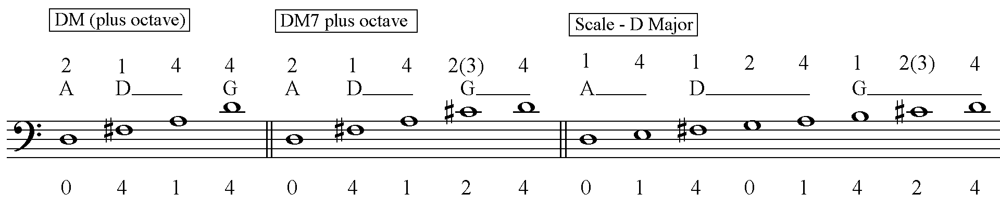 DM (plus octave) DM7 plus octave Scale - D Major
2 1 4 4 2 1 4 2(3) 4 1 4 1 2 4 1 2(3) 4
A D G A D G A D G
0 4 1 4 0 4 1 2 4 0 1 4 0 1 4 2 4